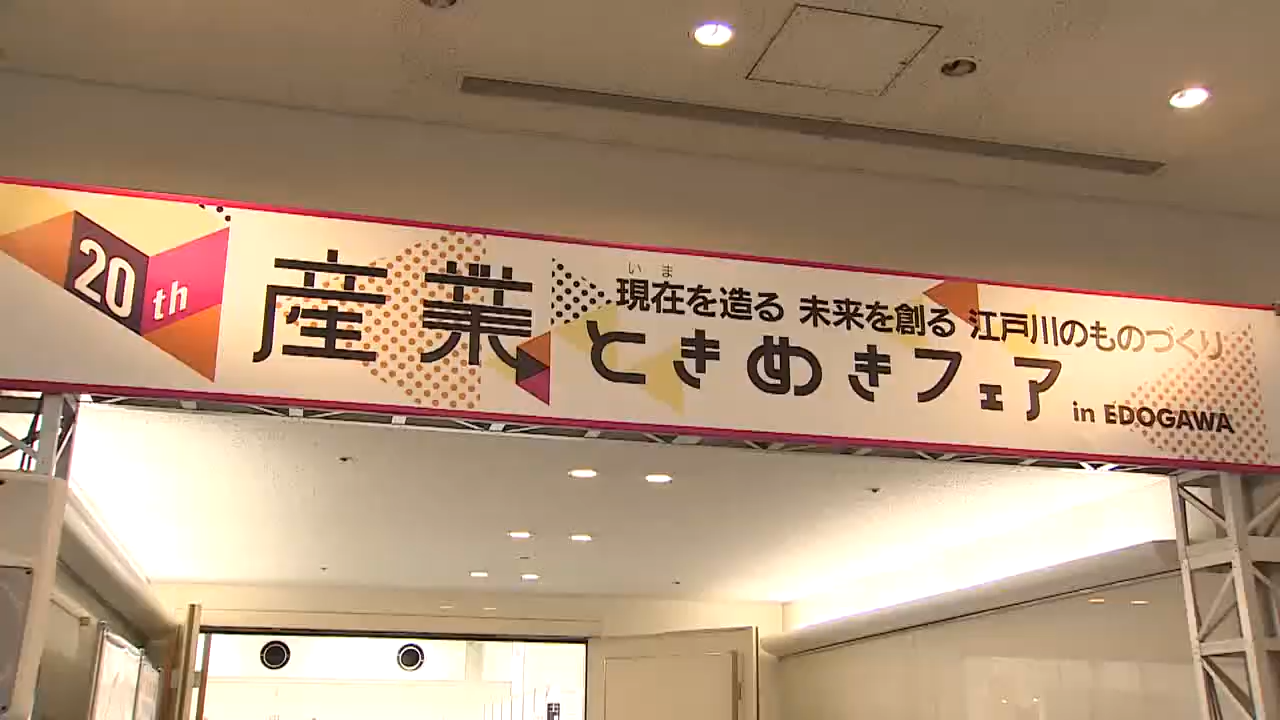 20th
産業
いま
現在を造る 未来を創る 江戸川のものづくり
ときめきフェア in EDOGAWA